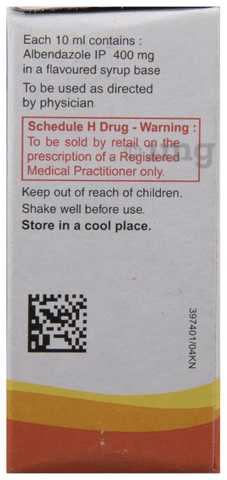 Each 10 ml contains :
Albendazole IP 400 mg
in a flavoured syrup base
To be used as directed
by physician
Schedule H Drug - Warning :
To be sold by retail on the
prescription of a Registered
Medical Practitioner only.
Keep out of reach of children.
Shake well before use.
Store in a cool place.
397401/04KN